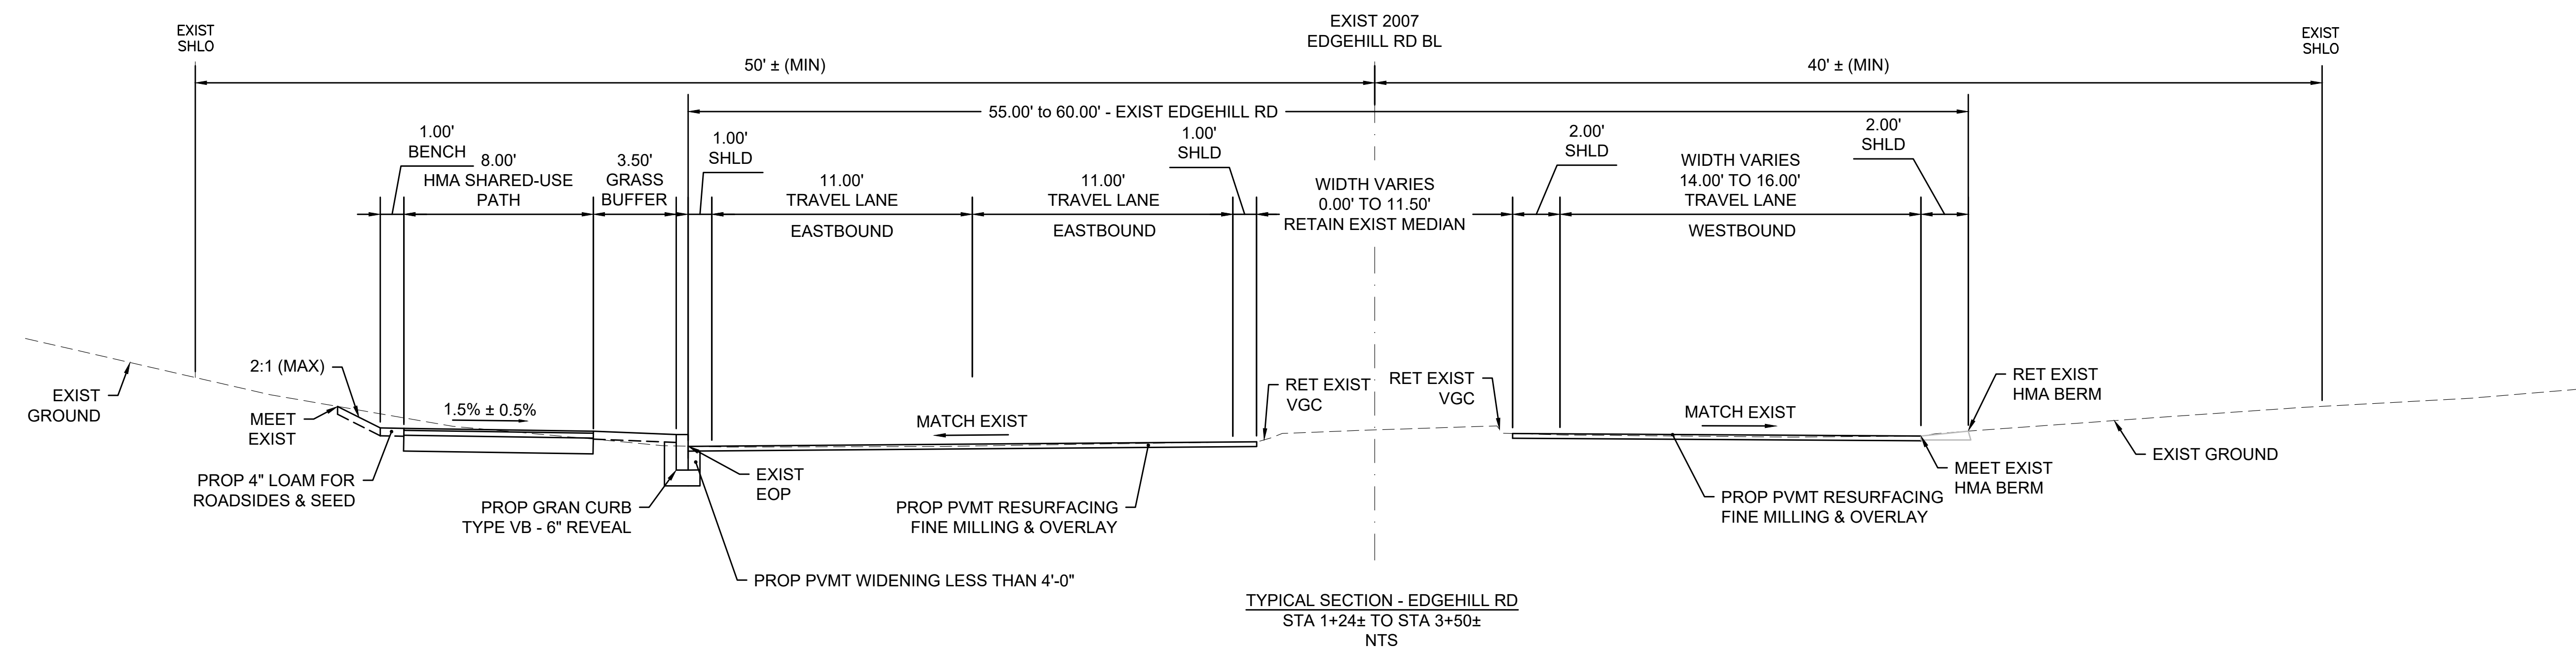 EXIST
SHLO
EXIST 2007
EDGEHILL RD BL
EXIST
SHLO
50' ± (MIN)
40' ± (MIN)
55.00' to 60.00' - EXIST EDGEHILL RD
1.00'
BENCH
8.00'
HMA SHARED-USE
PATH
3.50'
GRASS
BUFFER
1.00'
SHLD
11.00'
TRAVEL LANE
EASTBOUND
11.00'
TRAVEL LANE
EASTBOUND
1.00'
SHLD
WIDTH VARIES
0.00' TO 11.50'
RETAIN EXIST MEDIAN
2.00'
SHLD
WIDTH VARIES
14.00' TO 16.00'
TRAVEL LANE
WESTBOUND
2.00'
SHLD
2:1 (MAX)
EXIST
GROUND
MEET
EXIST
1.5% ± 0.5%
MATCH EXIST
RET EXIST
VGC
RET EXIST
VGC
MATCH EXIST
RET EXIST
HMA BERM
PROP 4" LOAM FOR
ROADSIDES & SEED
PROP GRAN CURB
TYPE VB - 6" REVEAL
EXIST
EOP
PROP PVMT RESURFACING
FINE MILLING & OVERLAY
PROP PVMT RESURFACING
FINE MILLING & OVERLAY
MEET EXIST
HMA BERM
EXIST GROUND
PROP PVMT WIDENING LESS THAN 4'-0"
TYPICAL SECTION - EDGEHILL RD
STA 1+24± TO STA 3+50±
NTS